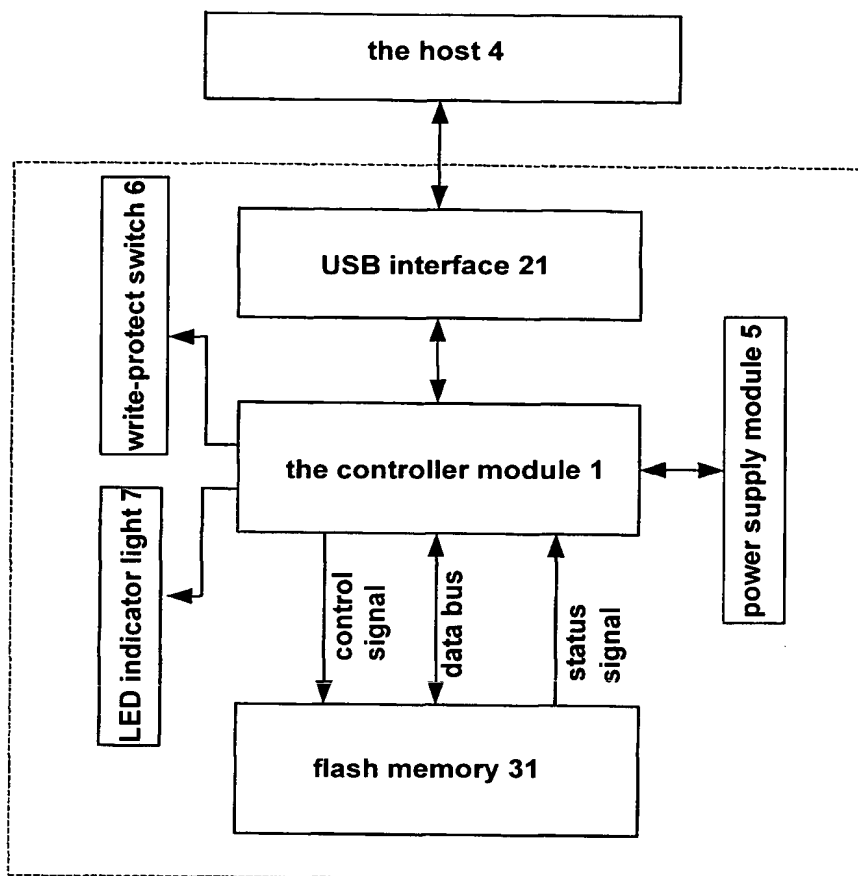 the host 4
write-protect switch 6
USB interface 21
power supply module 5
the controller module 1
LED indicator light 7
control
signal
data bus
status
signal
flash memory 31